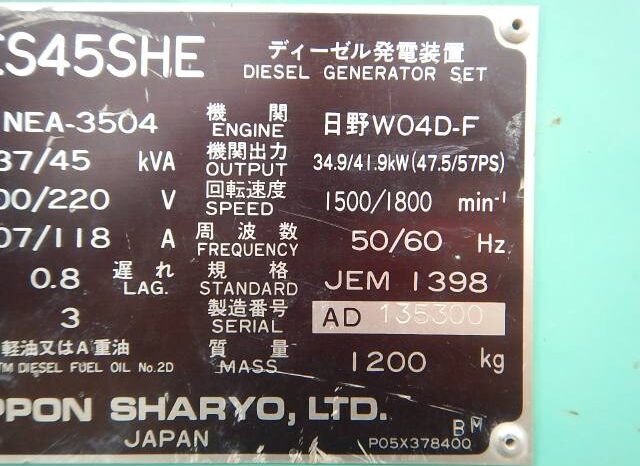 ES45SHE ディーゼル発電装置
DIESEL GENERATOR SET
NEA-3504 機関 ENGINE 日野W04D-F
37/45 kVA 機関出力 OUTPUT 34.9/41.9kW(47.5/57PS)
00/220 V 回転速度 SPEED 1500/1800 min-1
07/118 A 周波数 FREQUENCY 50/60 Hz
0.8 遅れ LAG. 規格 STANDARD JEM 1398
3 製造番号 SERIAL AD 135300
軽油又はA重油 質量 MASS 1200 kg
TM DIESEL FUEL OIL No.2D
PPON SHARYO, LTD.
JAPAN
BM
P05X378400